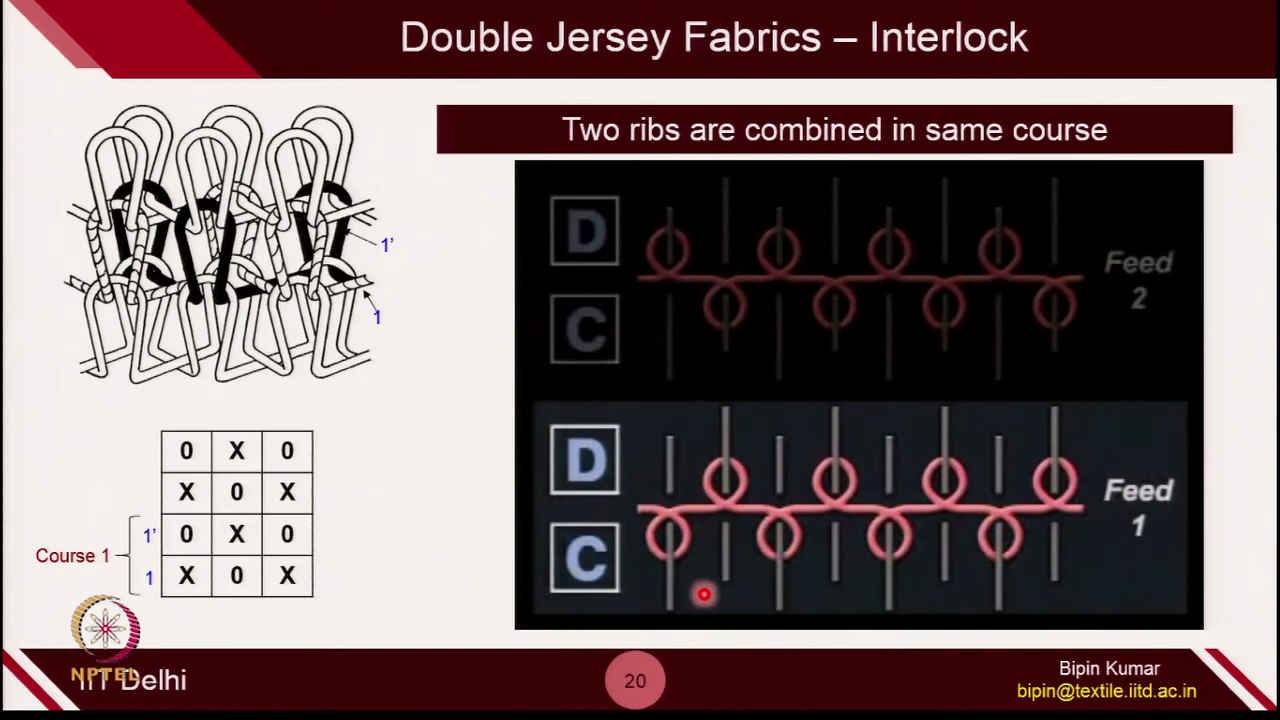 Double Jersey Fabrics – Interlock
Two ribs are combined in same course
1'
1
D
C
Feed
2
D
C
Feed
1
0 X 0
X 0 X
1' 0 X 0
Course 1
1 X 0 X
NPTEL
IIT Delhi
20
Bipin Kumar
bipin@textile.iitd.ac.in